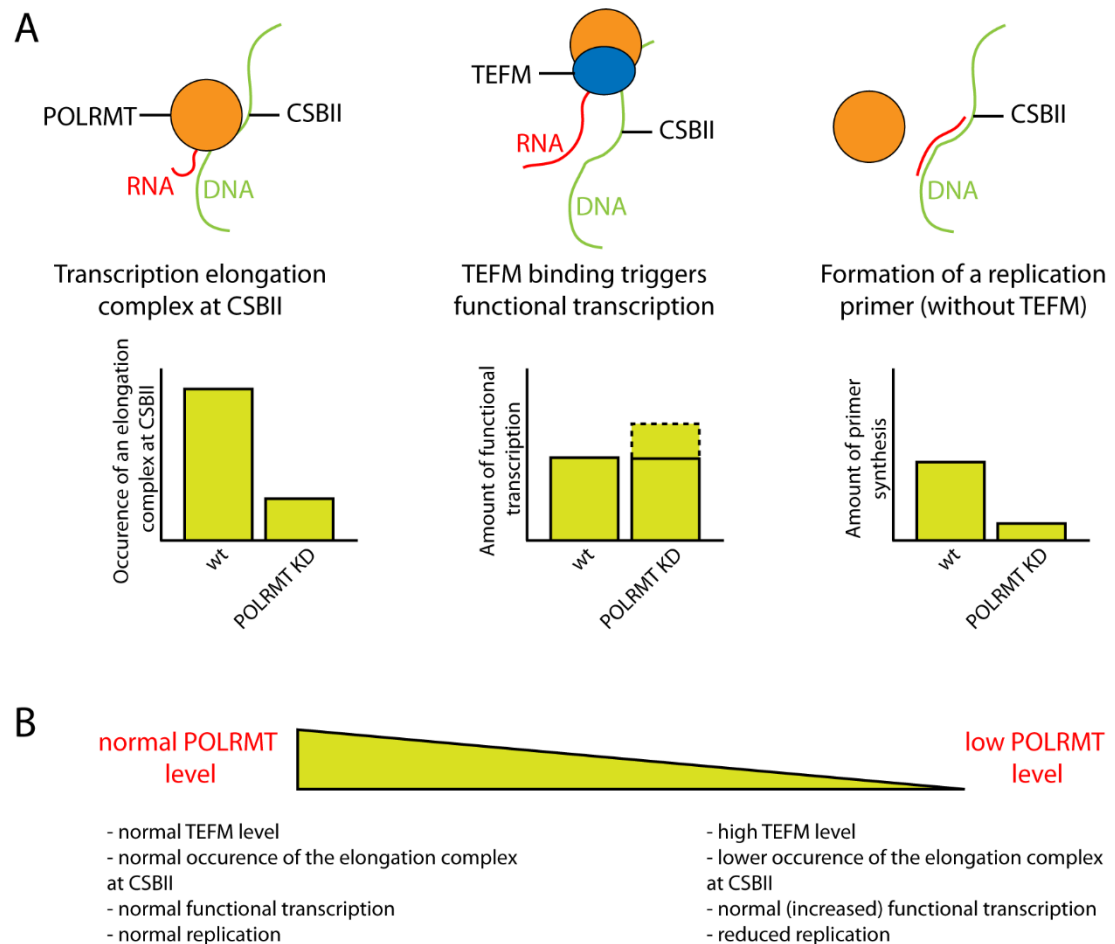 A
POLRMT
CSBII
RNA
DNA
TEFM
RNA
CSBII
DNA
CSBII
DNA
Transcription elongation
complex at CSBII
TEFM binding triggers
functional transcription
Formation of a replication
primer (without TEFM)
Occurence of an elongation
complex at CSBII
wt
POLRMT KD
Amount of functional
transcription
wt
POLRMT KD
Amount of primer
synthesis
wt
POLRMT KD
B
normal POLRMT
level
low POLRMT
level
- normal TEFM level
- normal occurence of the elongation complex
at CSBII
- normal functional transcription
- normal replication
- high TEFM level
- lower occurence of the elongation complex
at CSBII
- normal (increased) functional transcription
- reduced replication